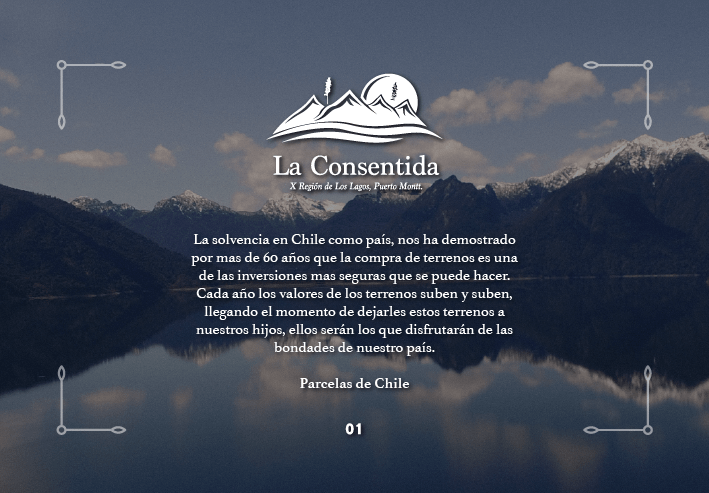 La Consentida
X Región de Los Lagos, Puerto Montt.
La solvencia en Chile como país, nos ha demostrado
por mas de 60 años que la compra de terrenos es una
de las inversiones mas seguras que se puede hacer.
Cada año los valores de los terrenos suben y suben,
llegando el momento de dejarles estos terrenos a
nuestros hijos, ellos serán los que disfrutarán de las
bondades de nuestro país.
Parcelas de Chile
01